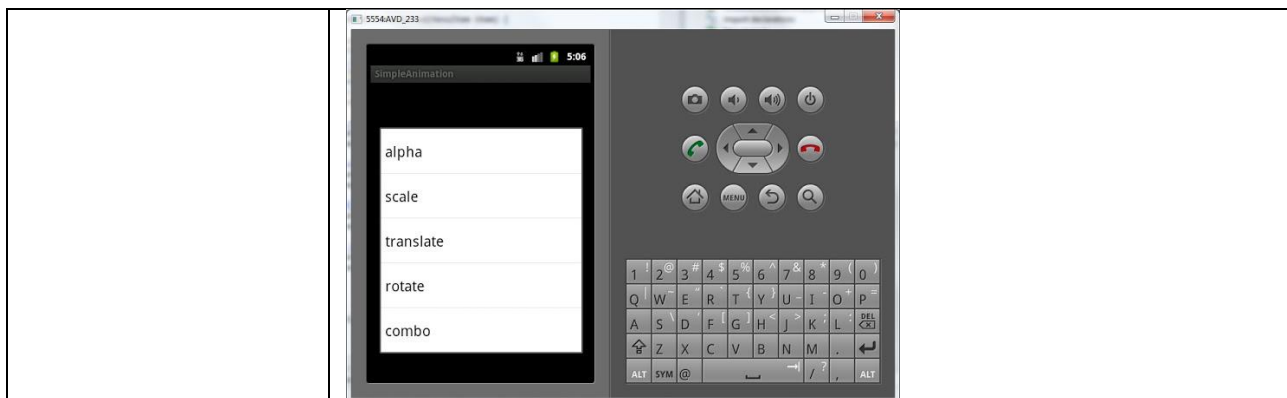 5554:AVD_233
5:06
SimpleAnimation
alpha
scale
translate
rotate
combo
MENU
1 ! 2 @ 3 # 4 $ 5 % 6 ^ 7 & 8 * 9 ( 0 )
Q | W ~ E " R ` T { Y } U _ I - O + P =
A S \ D ' F [ G ] H < J > K ; L : DEL
Z X C V B N M .
ALT SYM @ / ? , ALT